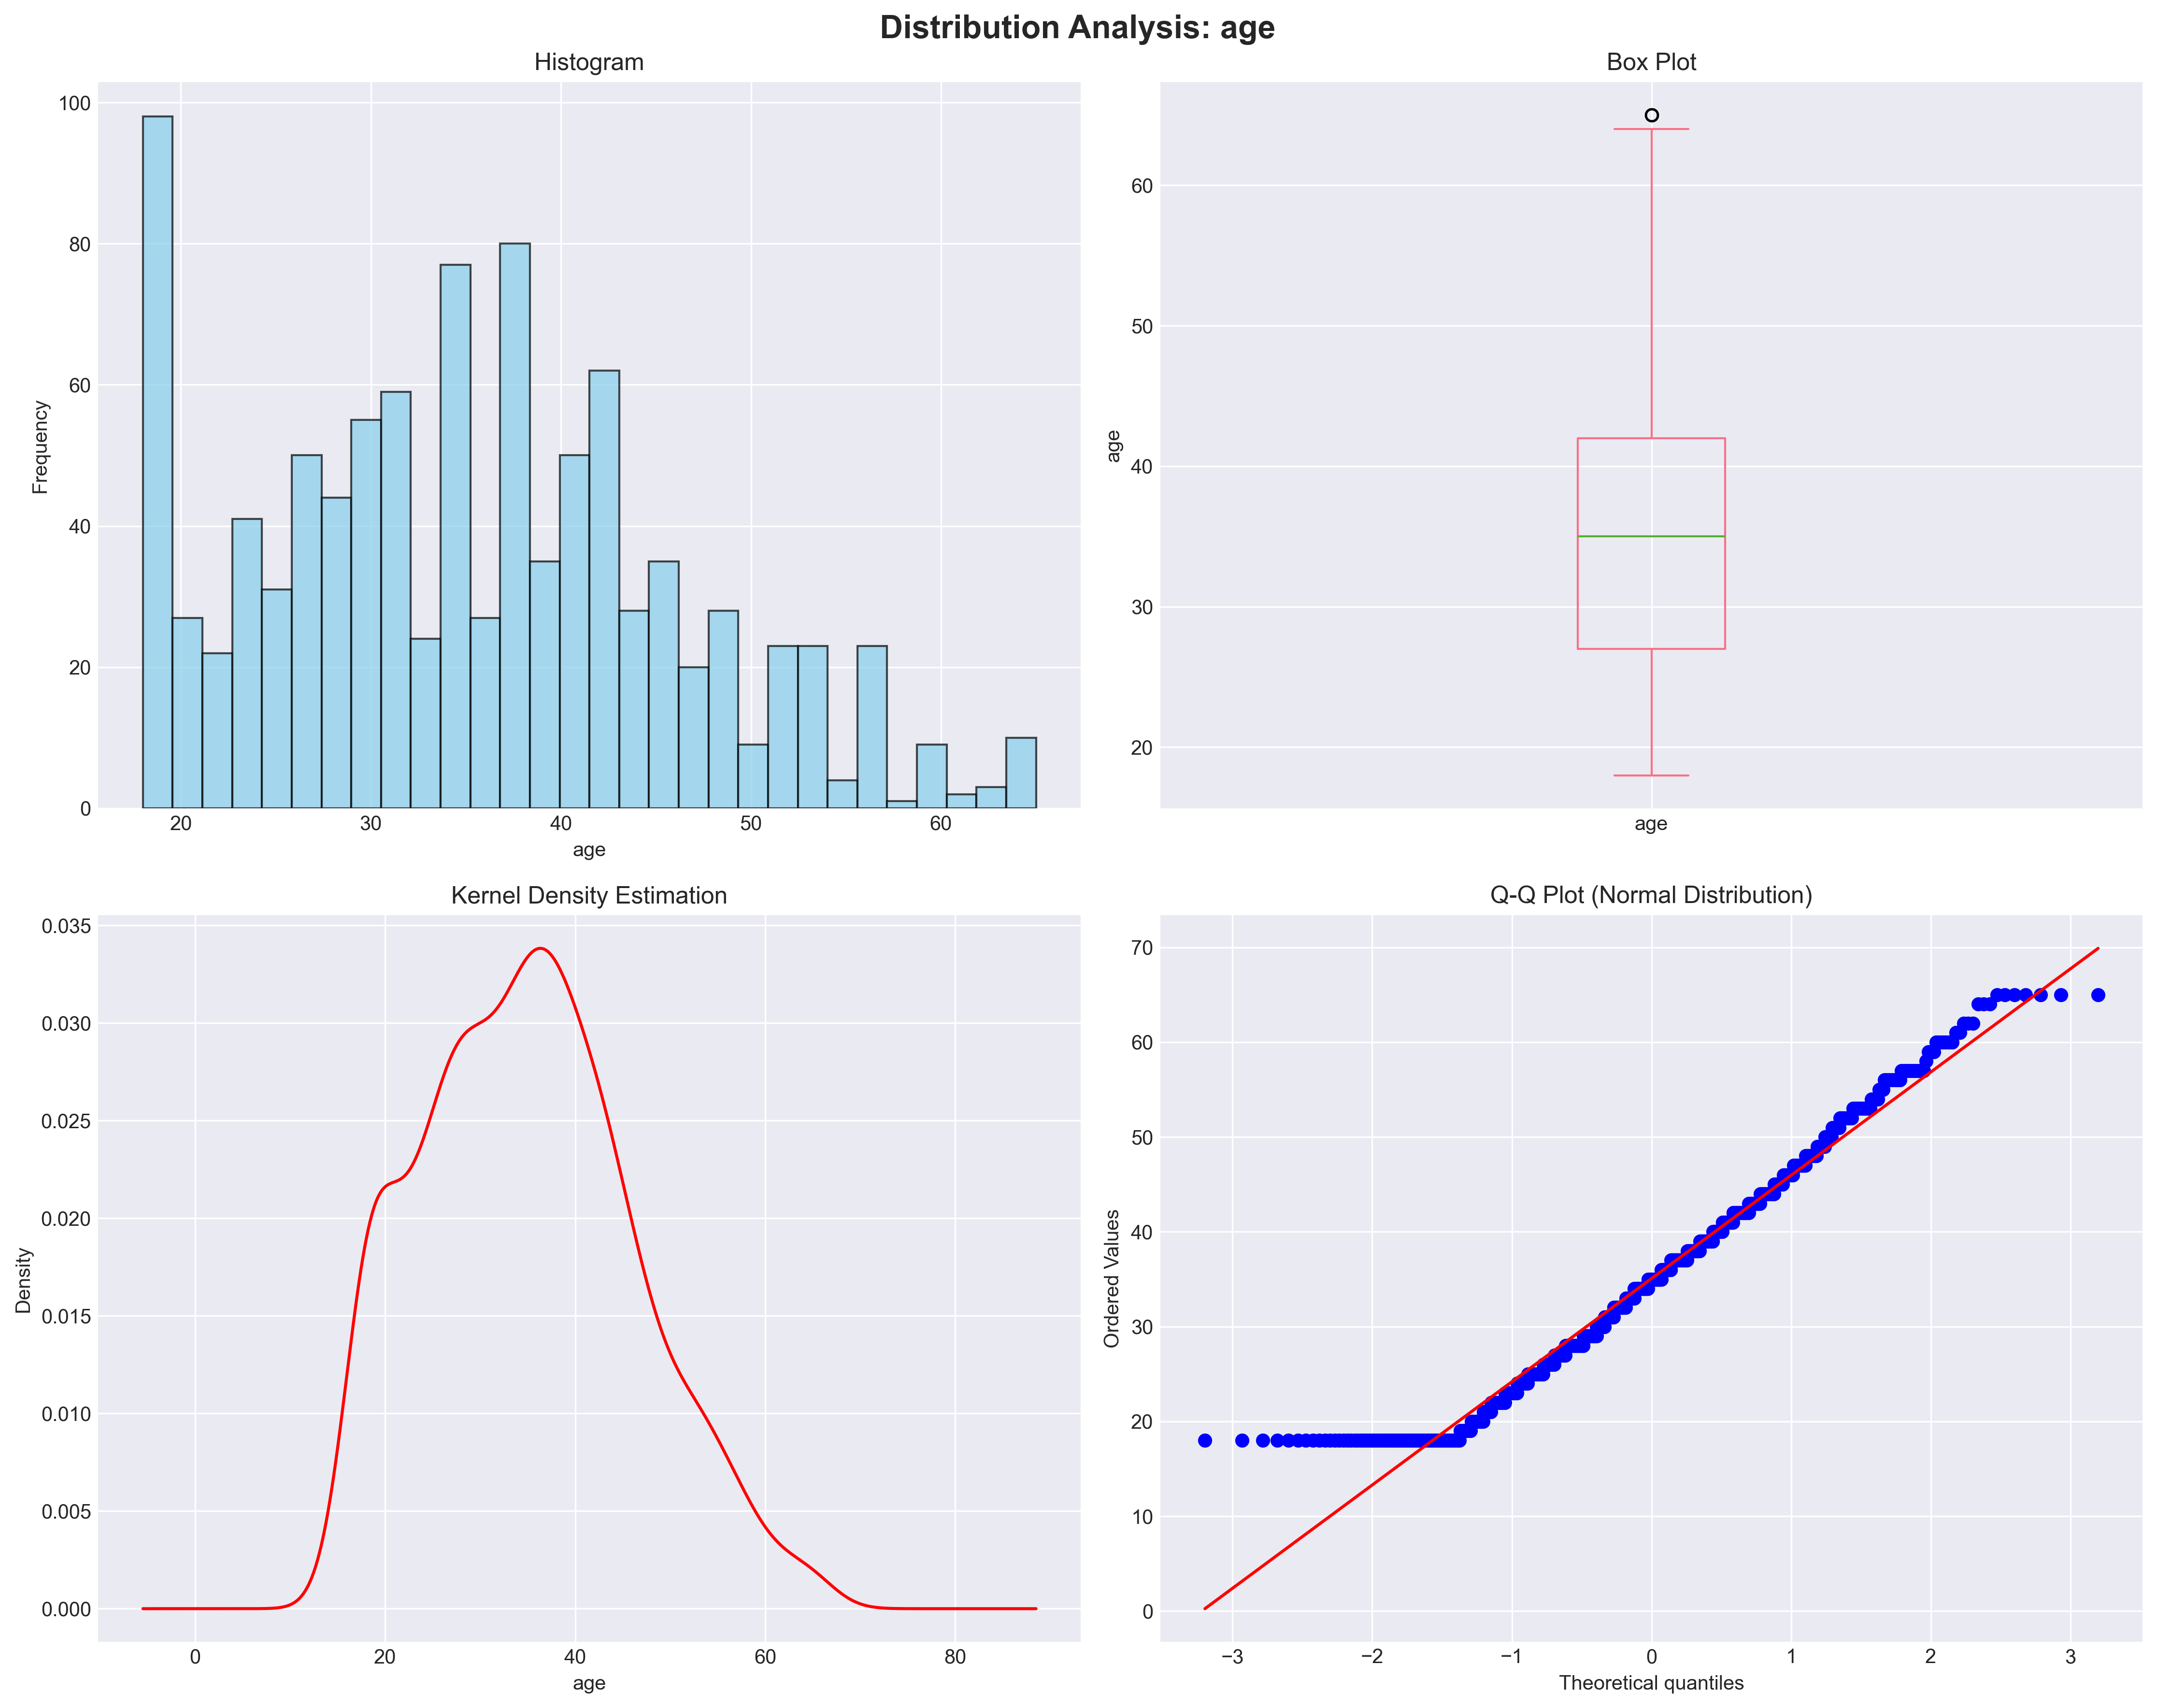 Distribution Analysis: age
Histogram
100
80
60
40
20
0
Frequency
20 30 40 50 60
age
Box Plot
60
50
40
30
20
age
age
Kernel Density Estimation
0.035
0.030
0.025
0.020
0.015
0.010
0.005
0.000
Density
0 20 40 60 80
age
Q-Q Plot (Normal Distribution)
70
60
50
40
30
20
10
0
Ordered Values
−3 −2 −1 0 1 2 3
Theoretical quantiles